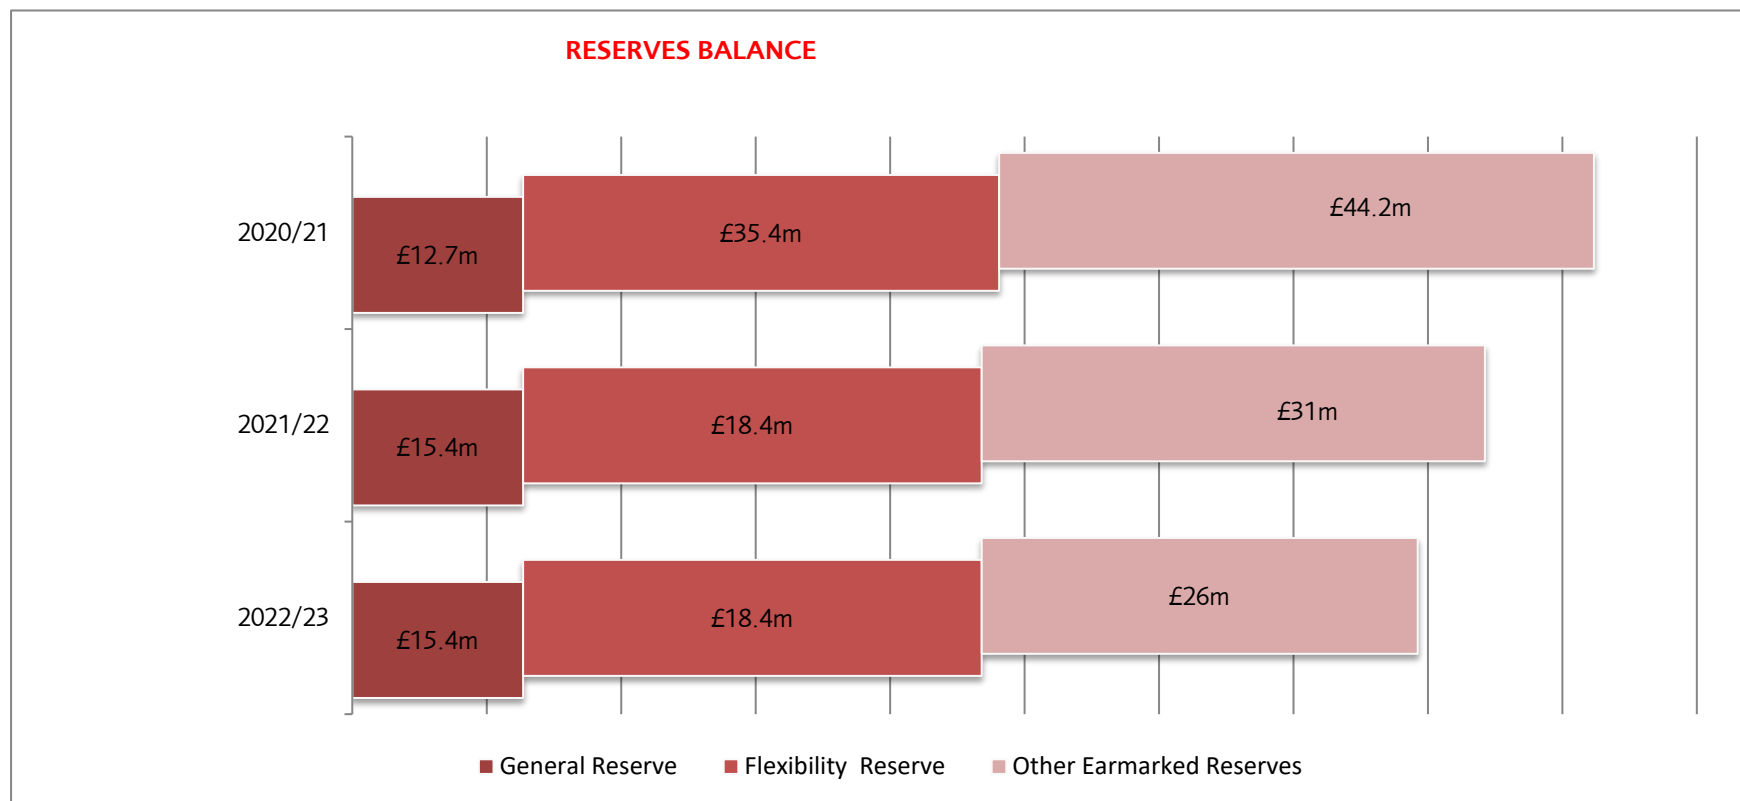 RESERVES BALANCE
2020/21
£12.7m
£35.4m
£44.2m
2021/22
£15.4m
£18.4m
£31m
2022/23
£15.4m
£18.4m
£26m
General Reserve
Flexibility  Reserve
Other Earmarked Reserves